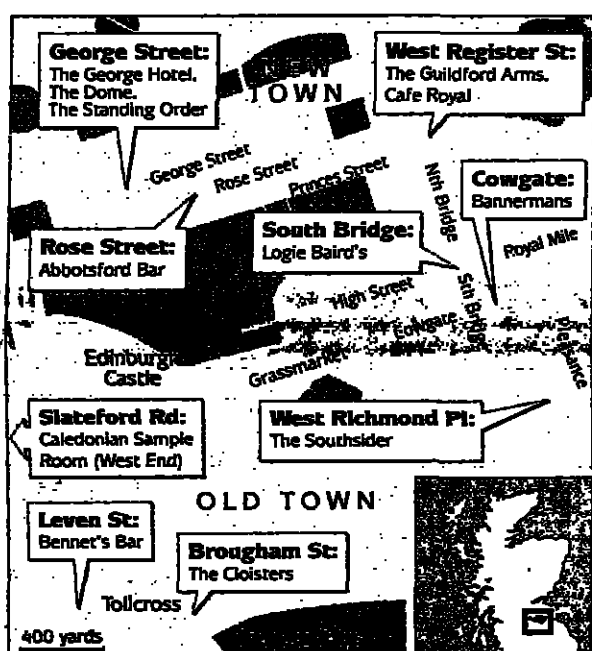 George Street:
The George Hotel.
The Dome.
The Standing Order
NEW
TOWN
West Register St:
The Guildford Arms.
Cafe Royal
George Street
Rose Street
Princes Street
Nth Bridge
Cowgate:
Bannermans
Rose Street:
Abbotsford Bar
South Bridge:
Logie Baird's
Royal Mile
High Street
Sth Bridge
Cowgate
Pleasance
Edinburgh
Castle
Grassmarket
Slateford Rd:
Caledonian Sample
Room (West End)
West Richmond Pl:
The Southsider
OLD TOWN
Leven St:
Bennet's Bar
Brougham St:
The Cloisters
Tollcross
400 yards